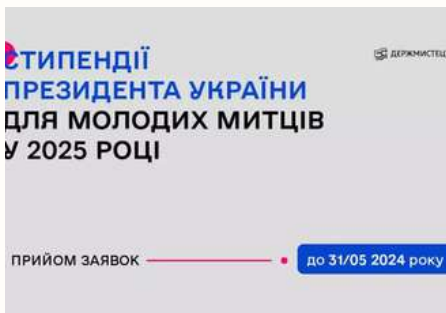 СТИПЕНДІЇ
ДЕРЖМИСТЕЦ
ПРЕЗИДЕНТА УКРАЇНИ
ДЛЯ МОЛОДИХ МИТЦІВ
У 2025 РОЦІ
ПРИЙОМ ЗАЯВОК
до 31/05 2024 року